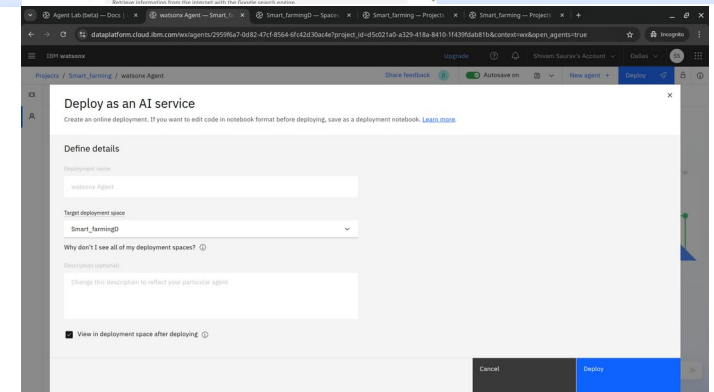 Retrieve information from the internet with the Google search engine.
Agent Lab (beta) — Docs
watsonx Agent — Smart_fa
Smart_farmingD — Spaces
Smart_farming — Projects
Smart_farming — Projects
dataplatform.cloud.ibm.com/wx/agents/2959f6a7-0d82-47cf-8564-6fc42d30ac4e?project_id=d5c021a0-a329-418a-8410-1f439fdab81b&context=wx&open_agents=true
Incognito
IBM watsonx
Upgrade
Shivam Saurav's Account
Dallas
SS
Projects / Smart_farming / watsonx Agent
Share feedback
Autosave on
New agent +
Deploy
Deploy as an AI service
Create an online deployment. If you want to edit code in notebook format before deploying, save as a deployment notebook. Learn more.
Define details
Deployment name
watsonx Agent
Target deployment space
Smart_farmingD
Why don't I see all of my deployment spaces?
Description (optional)
Change this description to reflect your particular agent
View in deployment space after deploying
Cancel
Deploy